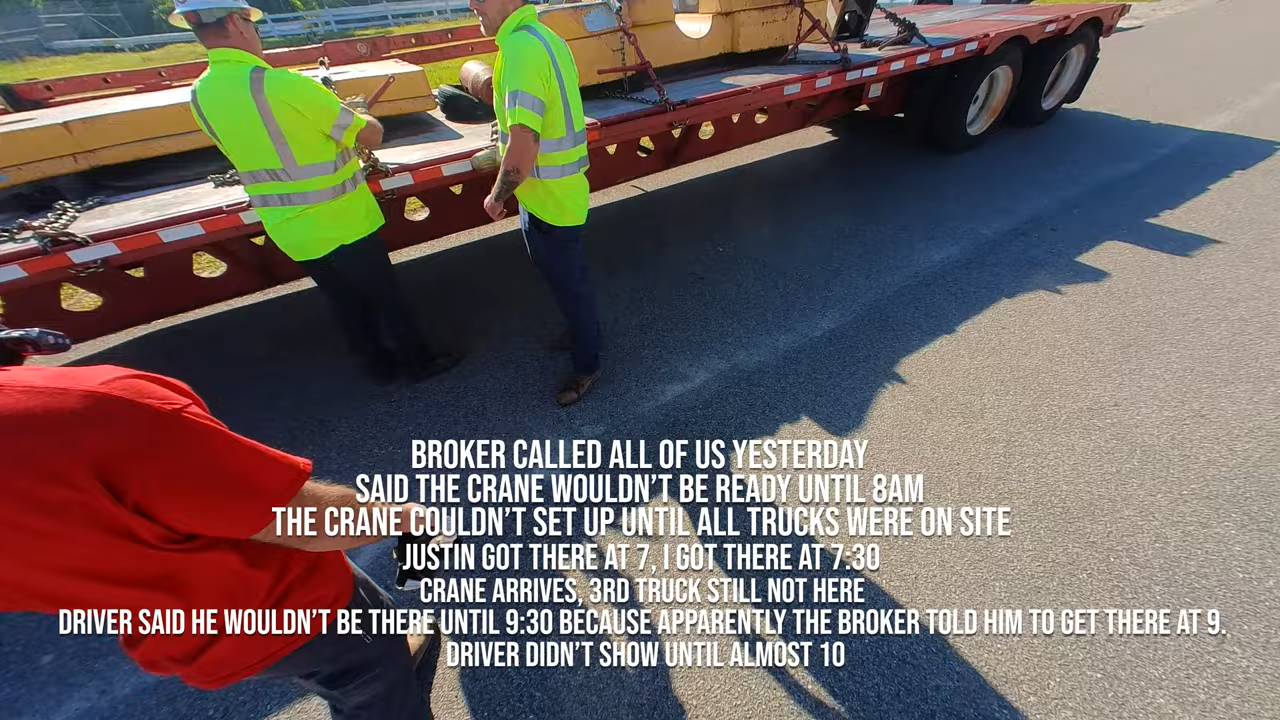 BROKER CALLED ALL OF US YESTERDAY
SAID THE CRANE WOULDN'T BE READY UNTIL 8AM
THE CRANE COULDN'T SET UP UNTIL ALL TRUCKS WERE ON SITE
JUSTIN GOT THERE AT 7, I GOT THERE AT 7:30
CRANE ARRIVES, 3RD TRUCK STILL NOT HERE
DRIVER SAID HE WOULDN'T BE THERE UNTIL 9:30 BECAUSE APPARENTLY THE BROKER TOLD HIM TO GET THERE AT 9.
DRIVER DIDN'T SHOW UNTIL ALMOST 10